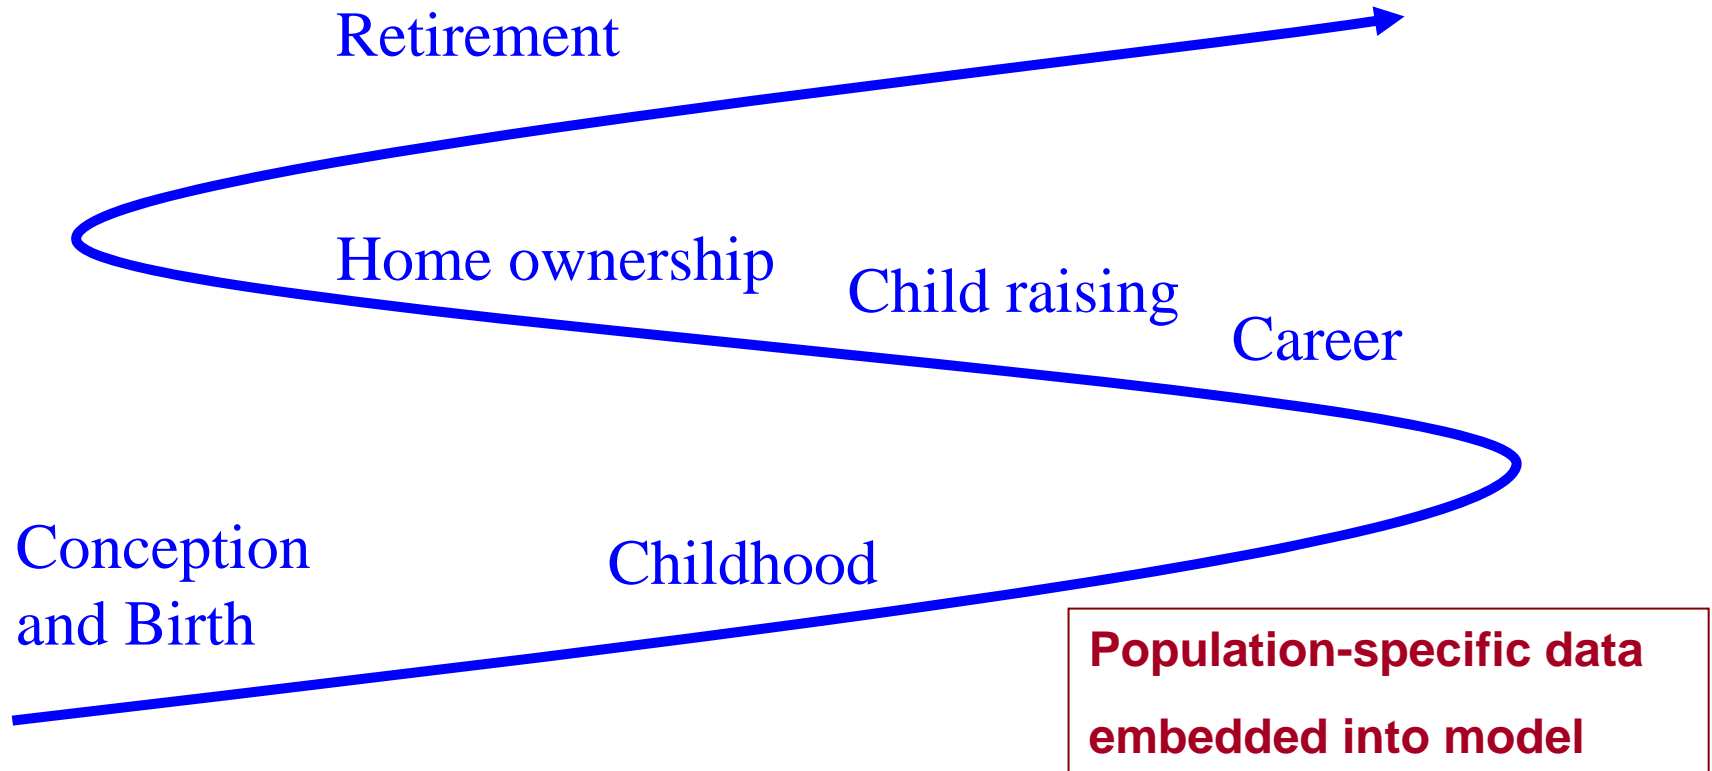 Retirement
Home ownership
Child raising
Career
Conception
and Birth
Childhood
Population-specific data
embedded into model